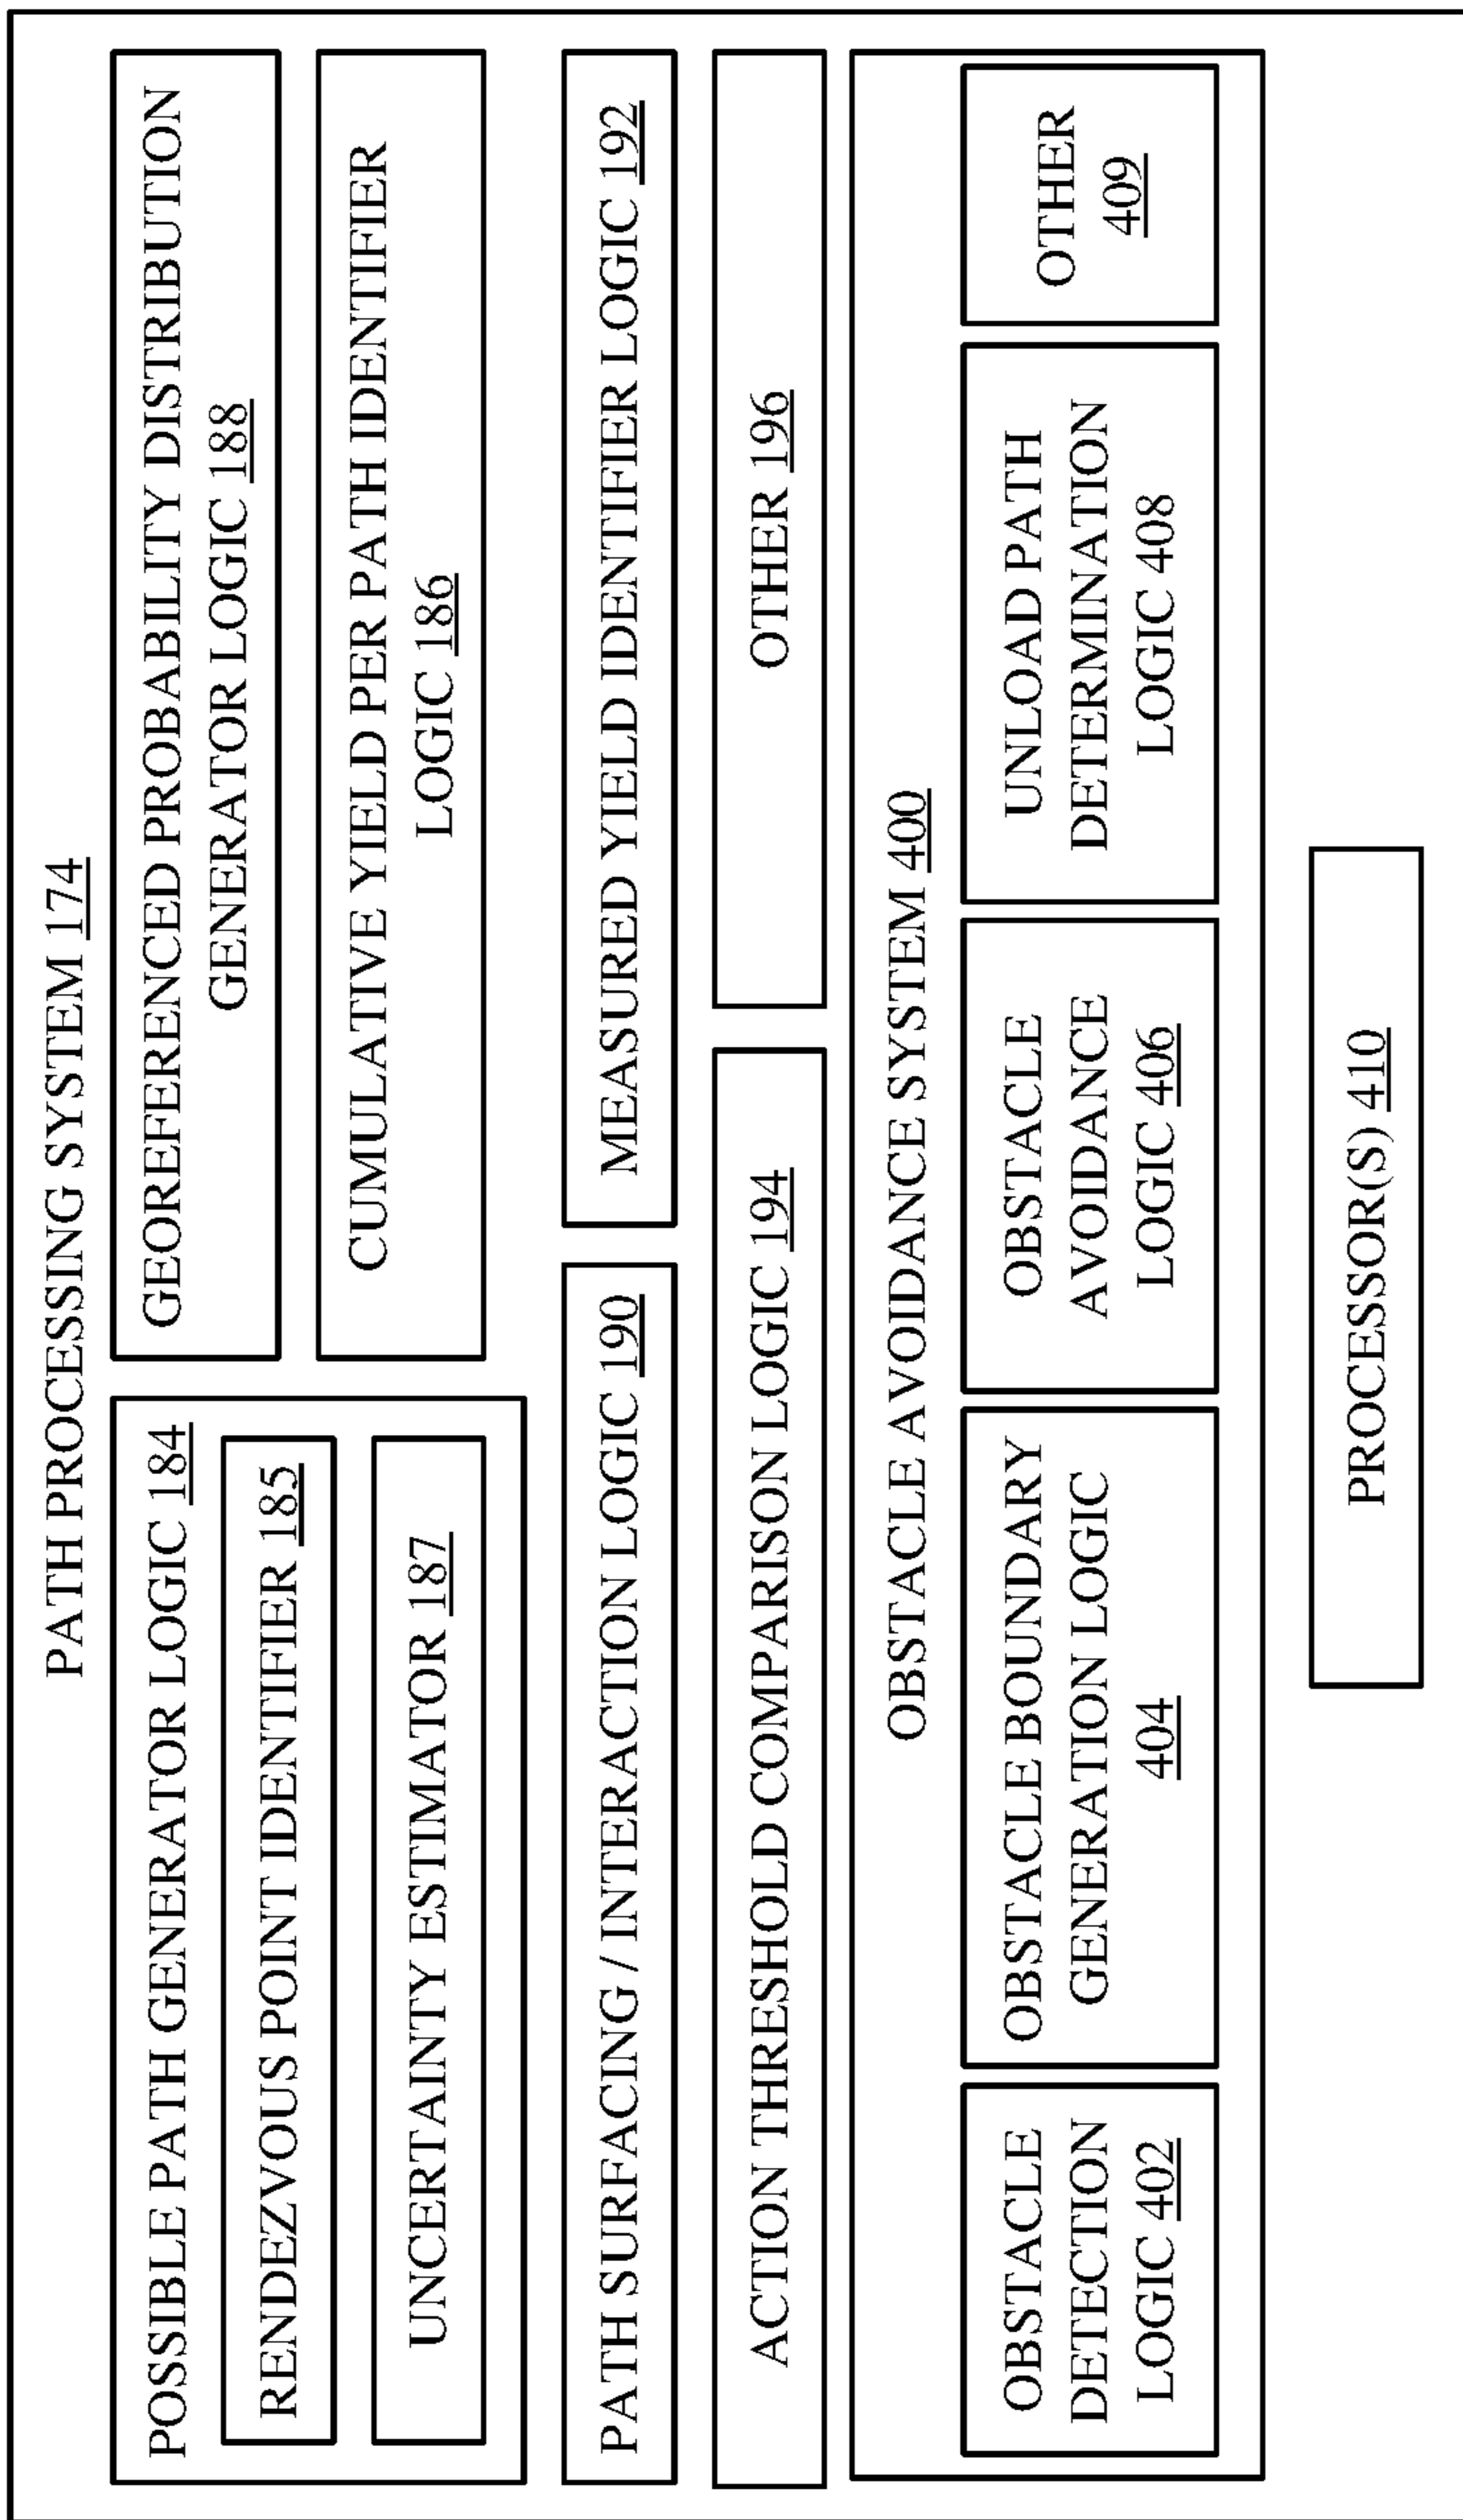 PATH PROCESSING SYSTEM 174
POSSIBLE PATH GENERATOR LOGIC 184
RENDEZVOUS POINT IDENTIFIER 185
UNCERTAINTY ESTIMATOR 187
GEOREFERENCED PROBABILITY DISTRIBUTION
GENERATOR LOGIC 188
CUMULATIVE YIELD PER PATH IDENTIFIER
LOGIC 186
PATH SURFACING / INTERACTION LOGIC 190
MEASURED YIELD IDENTIFIER LOGIC 192
ACTION THRESHOLD COMPARISON LOGIC 194
OTHER 196
OBSTACLE AVOIDANCE SYSTEM 400
OBSTACLE
DETECTION
LOGIC 402
OBSTACLE BOUNDARY
GENERATION LOGIC
404
OBSTACLE
AVOIDANCE
LOGIC 406
UNLOAD PATH
DETERMINATION
LOGIC 408
OTHER
409
PROCESSOR(S) 410